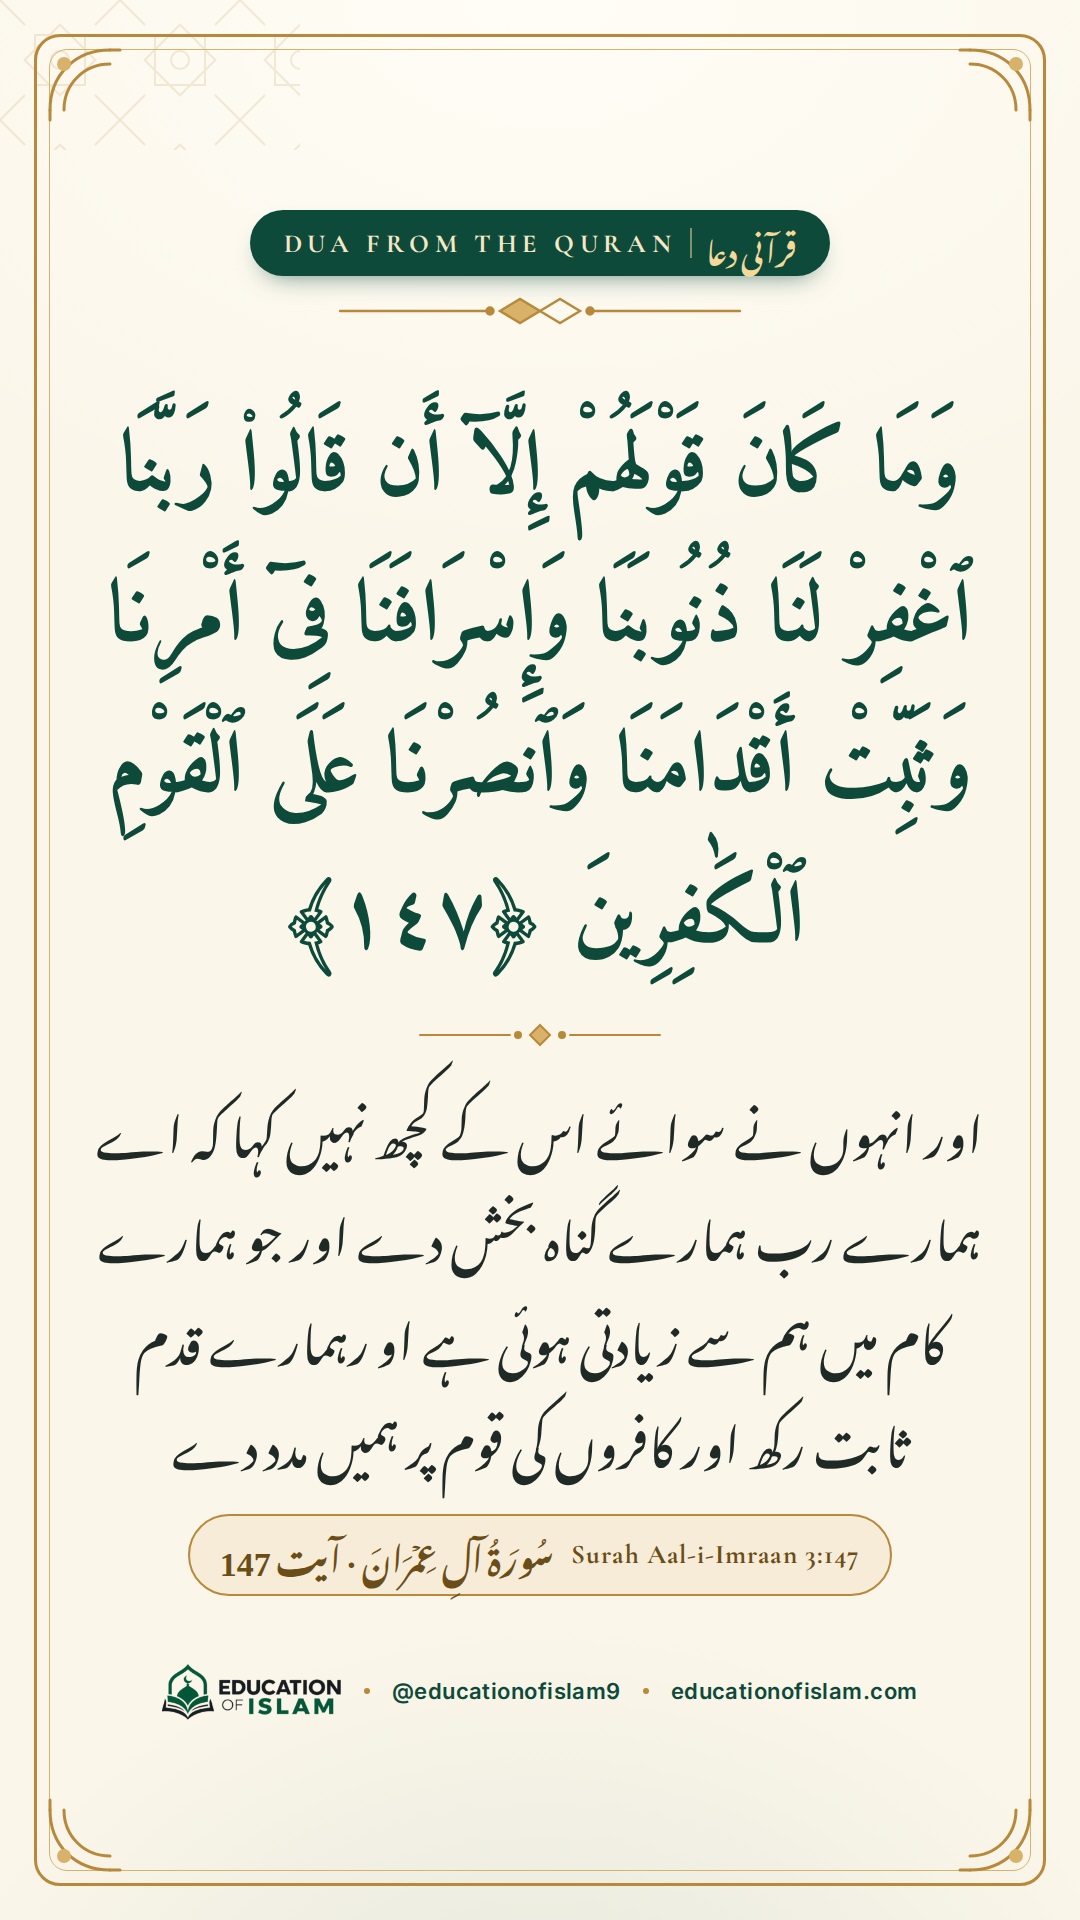 DUA FROM THE QURAN | قرآنی دعا
وَمَا كَانَ قَوْلَهُمْ إِلَّآ أَن قَالُوا۟ رَبَّنَا
ٱغْفِرْ لَنَا ذُنُوبَنَا وَإِسْرَافَنَا فِىٓ أَمْرِنَا
وَثَبِّتْ أَقْدَامَنَا وَٱنصُرْنَا عَلَى ٱلْقَوْمِ
ٱلْكَـٰفِرِينَ ﴿١٤٧﴾
اور انہوں نے سوائے اس کے کچھ نہیں کہا کہ اے
ہمارے رب ہمارے گناہ بخش دے اور جو ہمارے
کام میں ہم سے زیادتی ہوئی ہے او رہمارے قدم
ثابت رکھ اور کافروں کی قوم پر ہمیں مدد دے
سُورَةُ آلِ عِمۡرَانَ · آیت 147 Surah Aal-i-Imraan 3:147
EDUCATION OF ISLAM • @educationofislam9 • educationofislam.com